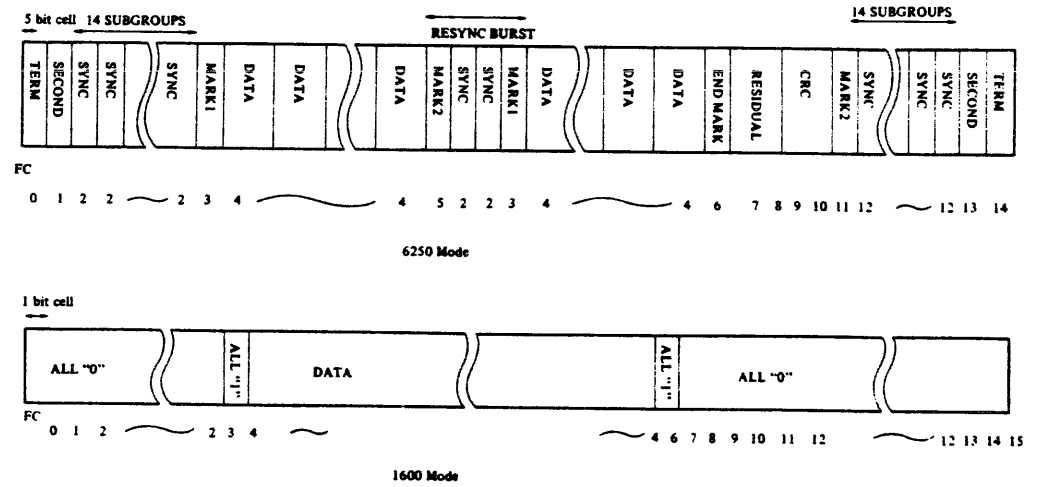 5 bit cell 14 SUBGROUPS RESYNC BURST 14 SUBGROUPS
TERM SECOND SYNC SYNC SYNC MARK1 DATA DATA DATA MARK2 SYNC SYNC MARK1 DATA DATA DATA END MARK RESIDUAL CRC MARK2 SYNC SYNC SYNC SECOND TERM
FC
0 1 2 2 2 3 4 4 5 2 2 3 4 4 6 7 8 9 10 11 12 12 13 14
6250 Mode
1 bit cell
ALL "0" ALL "1" DATA ALL "1" ALL "0"
FC
0 1 2 2 3 4 4 6 7 8 9 10 11 12 12 13 14 15
1600 Mode